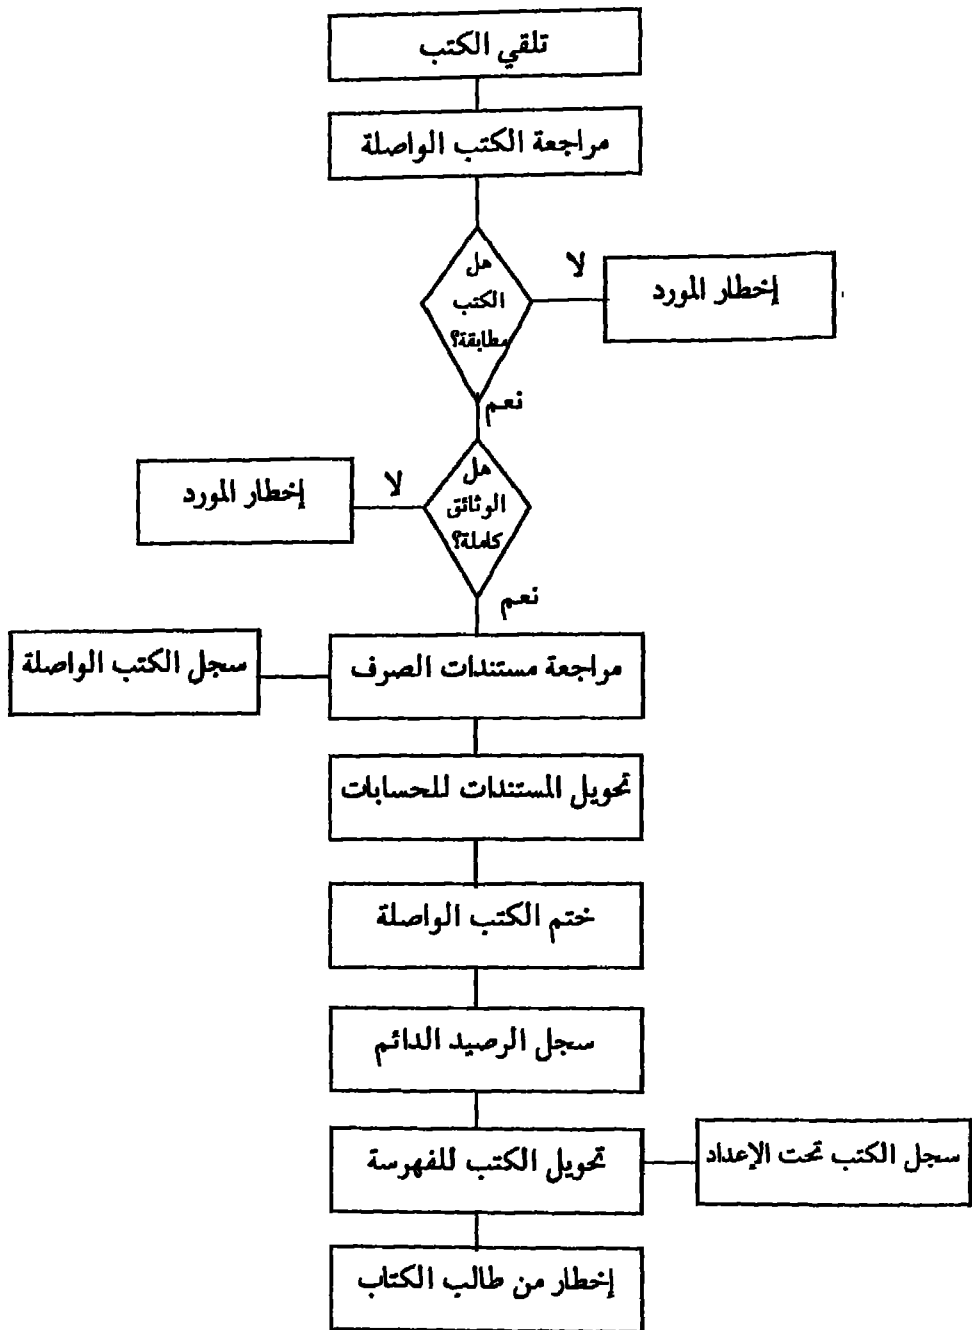 تلقي الكتب
مراجعة الكتب الواصلة
هل
الكتب
مطابقة؟
لا
إخطار المورد
نعم
هل
الوثائق
كاملة؟
لا
إخطار المورد
نعم
مراجعة مستندات الصرف
سجل الكتب الواصلة
تحويل المستندات للحسابات
ختم الكتب الواصلة
سجل الرصيد الدائم
تحويل الكتب للفهرسة
سجل الكتب تحت الإعداد
إخطار من طالب الكتاب